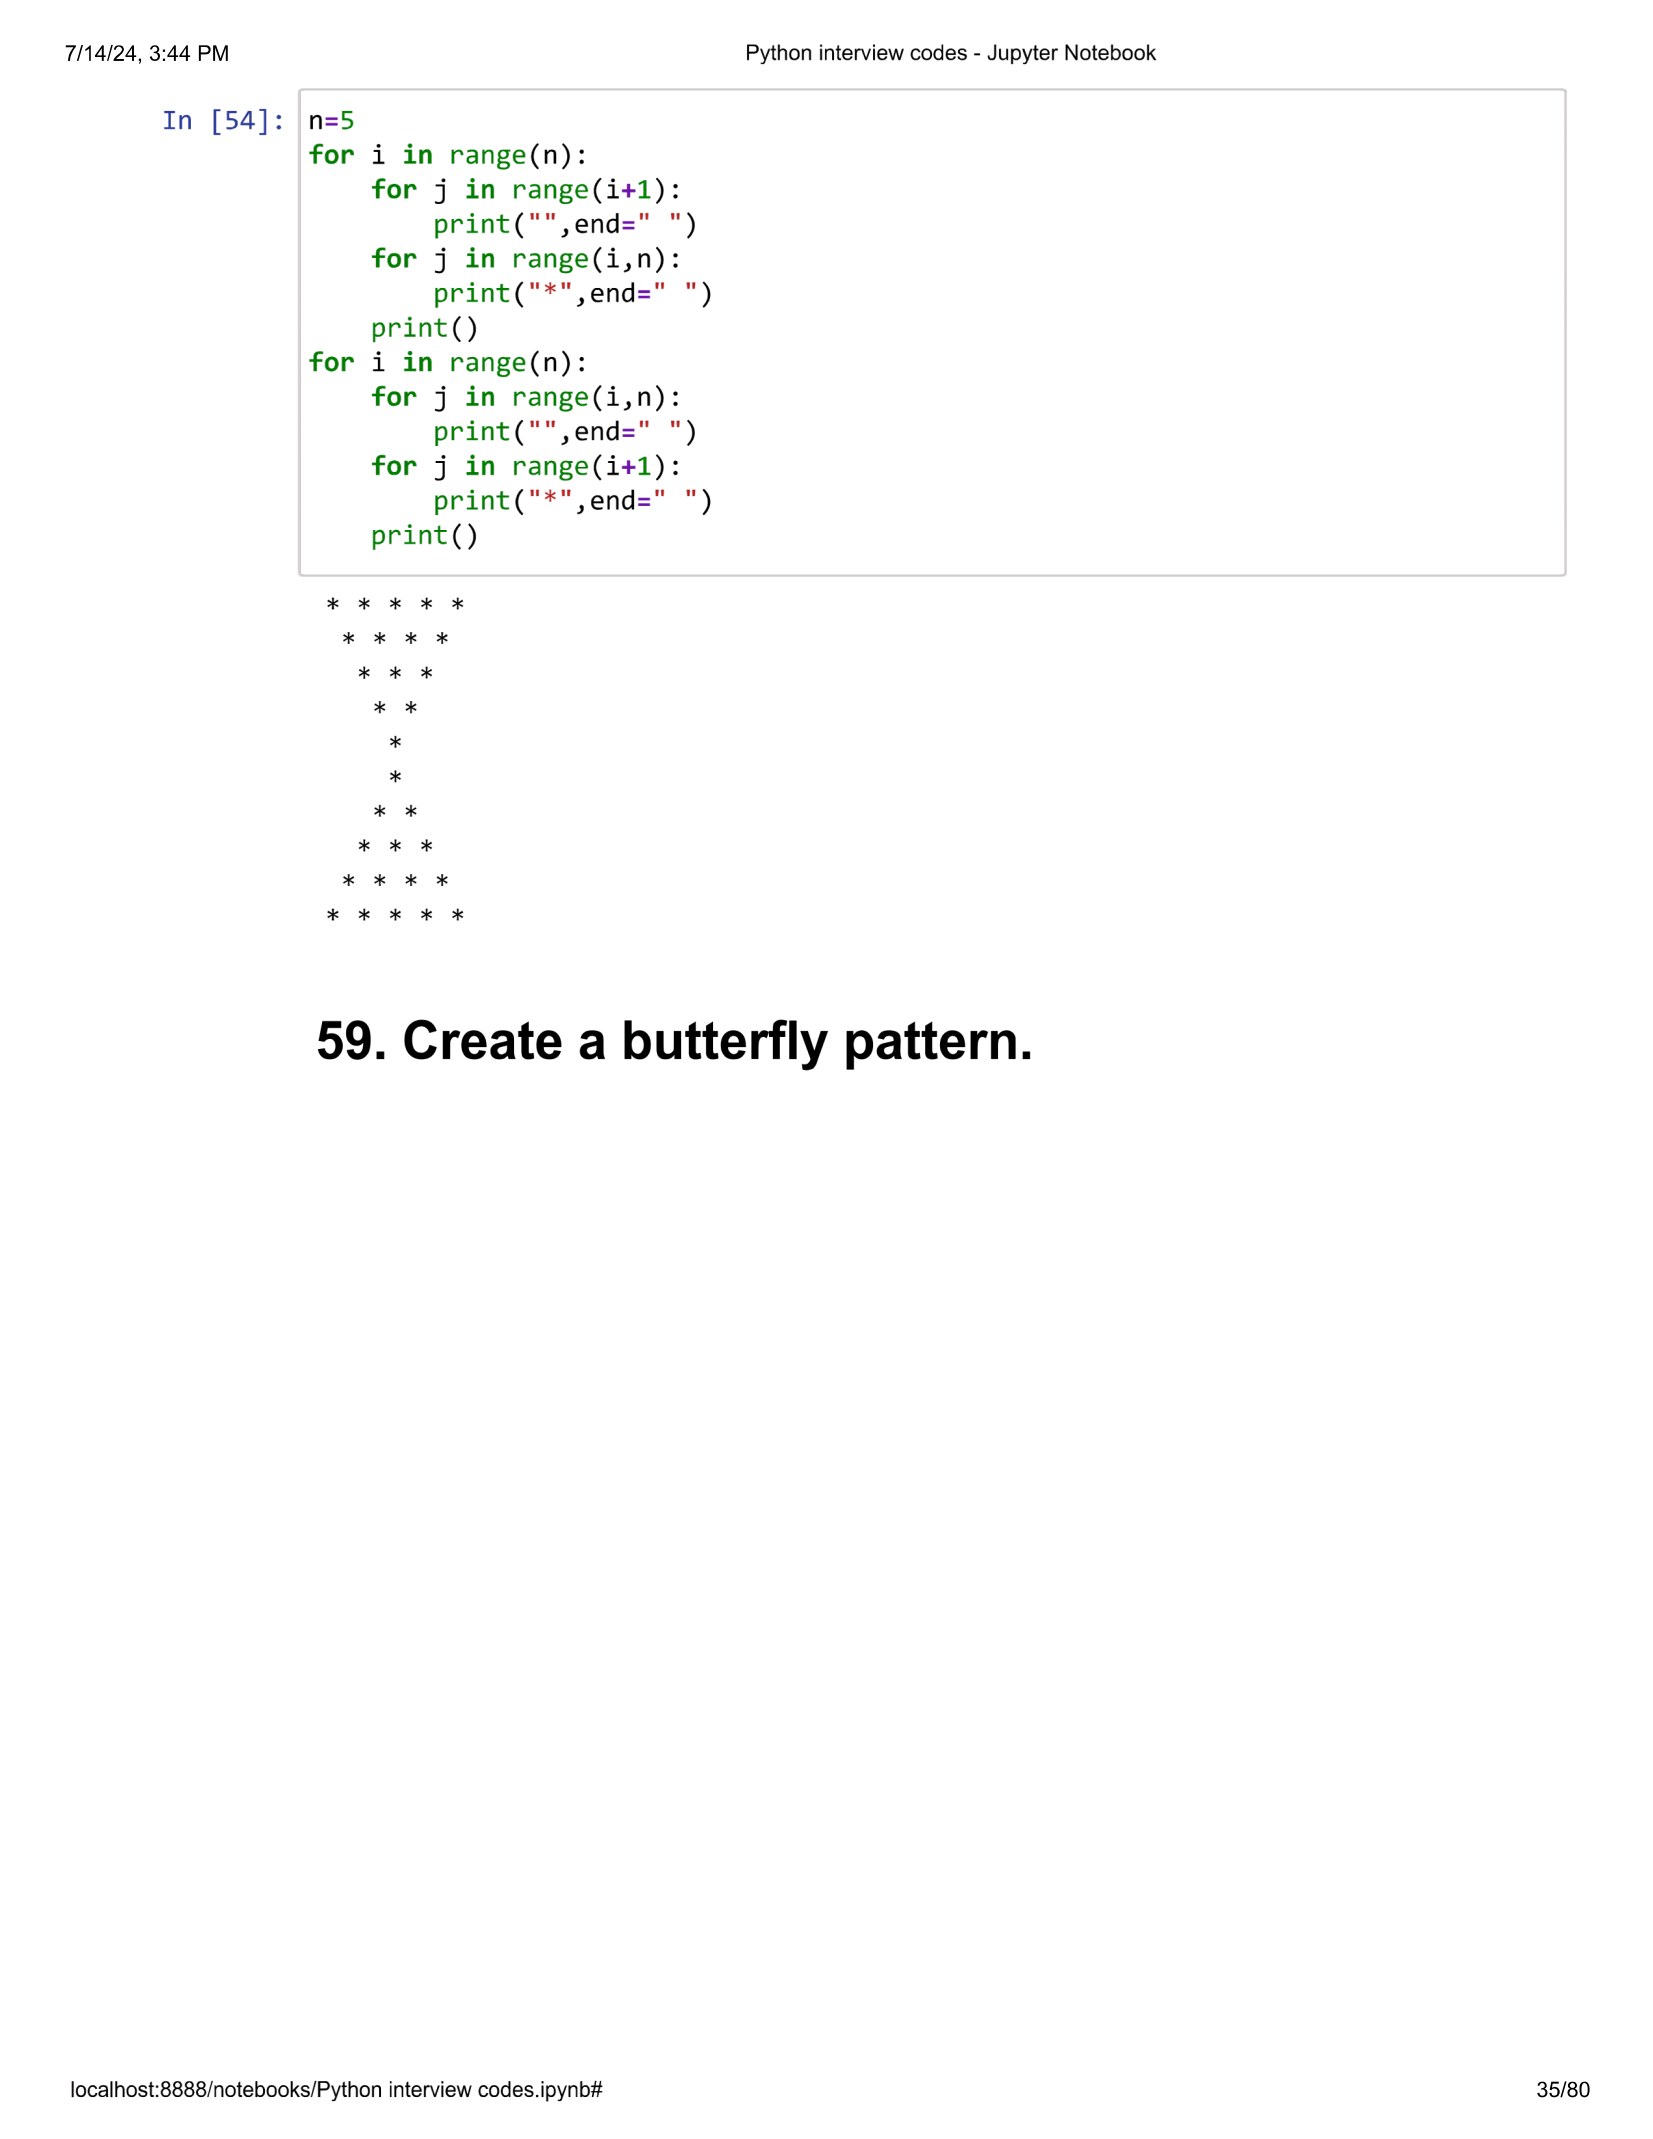 7/14/24, 3:44 PM Python interview codes - Jupyter Notebook
In [54]: n=5
for i in range(n):
    for j in range(i+1):
        print("",end=" ")
    for j in range(i,n):
        print("*",end=" ")
    print()
for i in range(n):
    for j in range(i,n):
        print("",end=" ")
    for j in range(i+1):
        print("*",end=" ")
    print()
 * * * * *
  * * * *
   * * *
    * *
     *
     *
    * *
   * * *
  * * * *
 * * * * *
59. Create a butterfly pattern.
localhost:8888/notebooks/Python interview codes.ipynb# 35/80